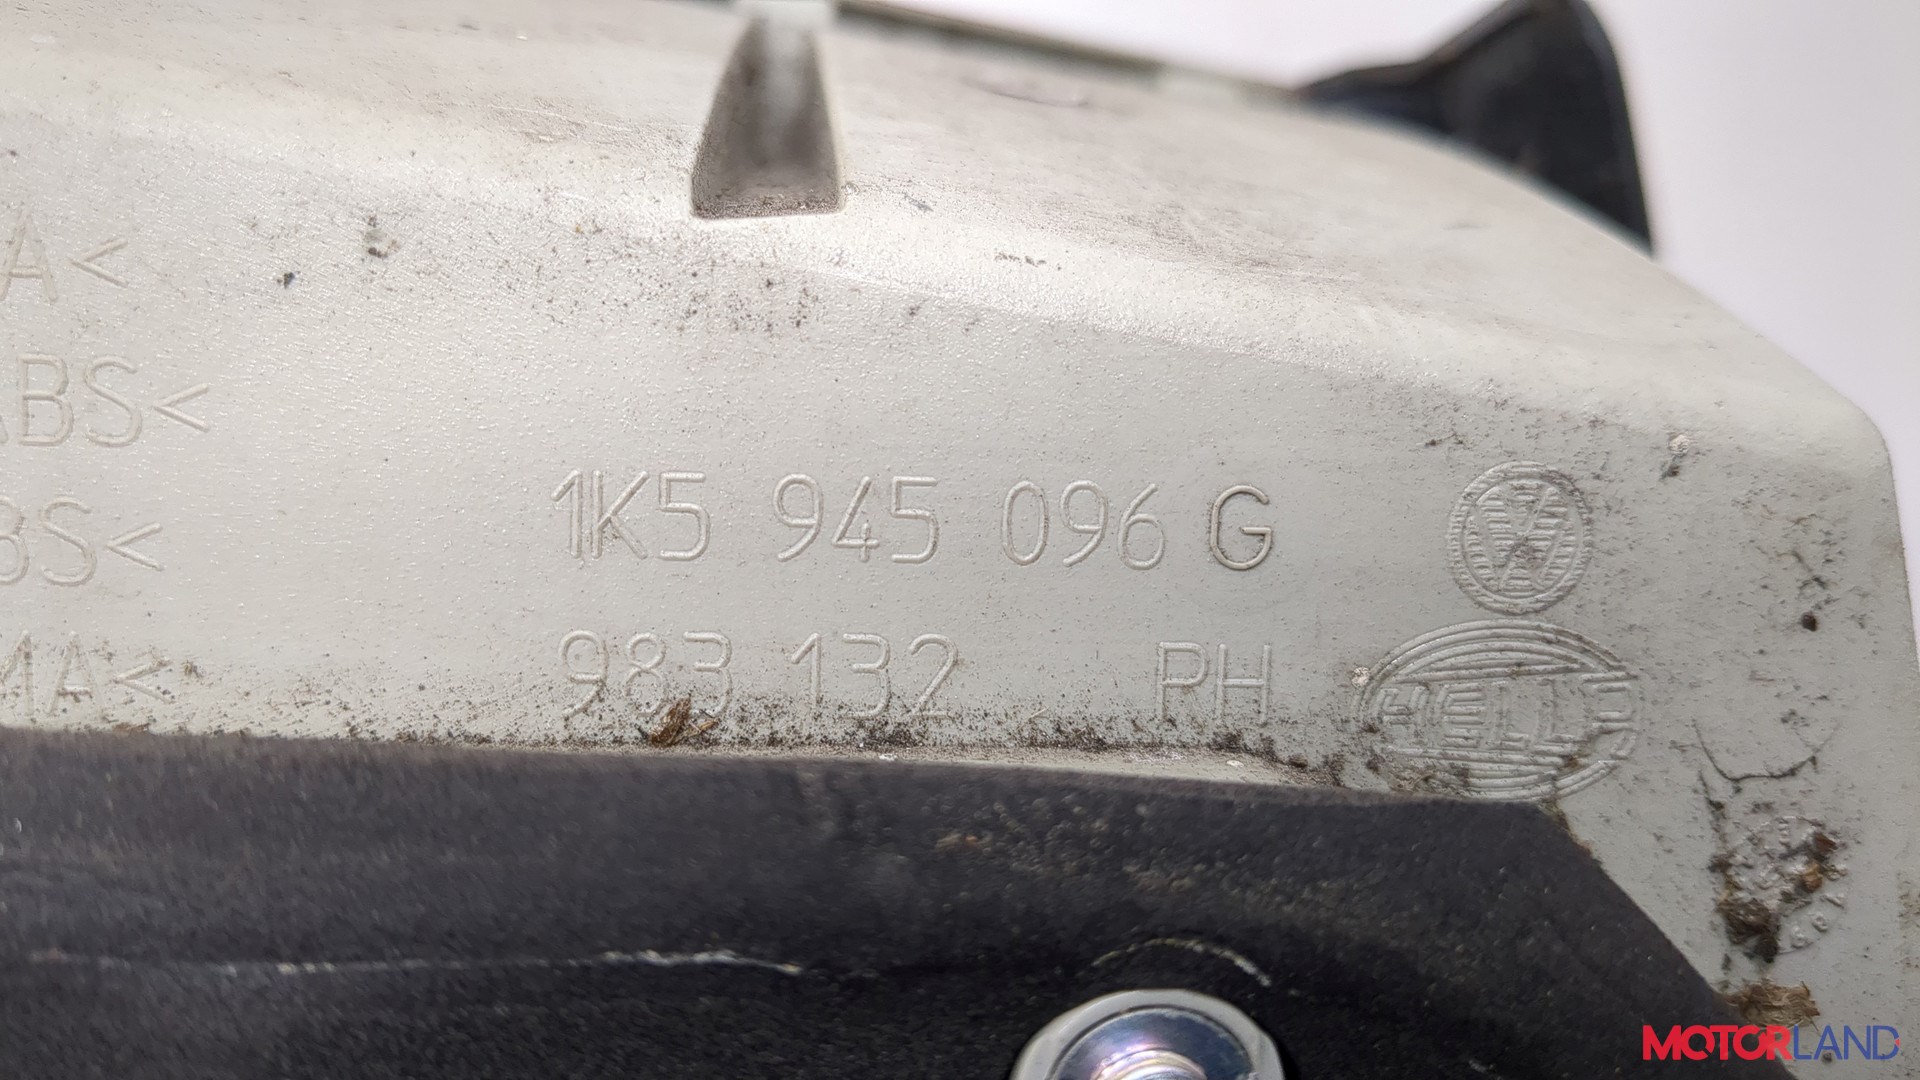 A<
ABS<
BS<
MA<
1K5 945 096 G
983 132 PH
HELLA
MOTORLAND